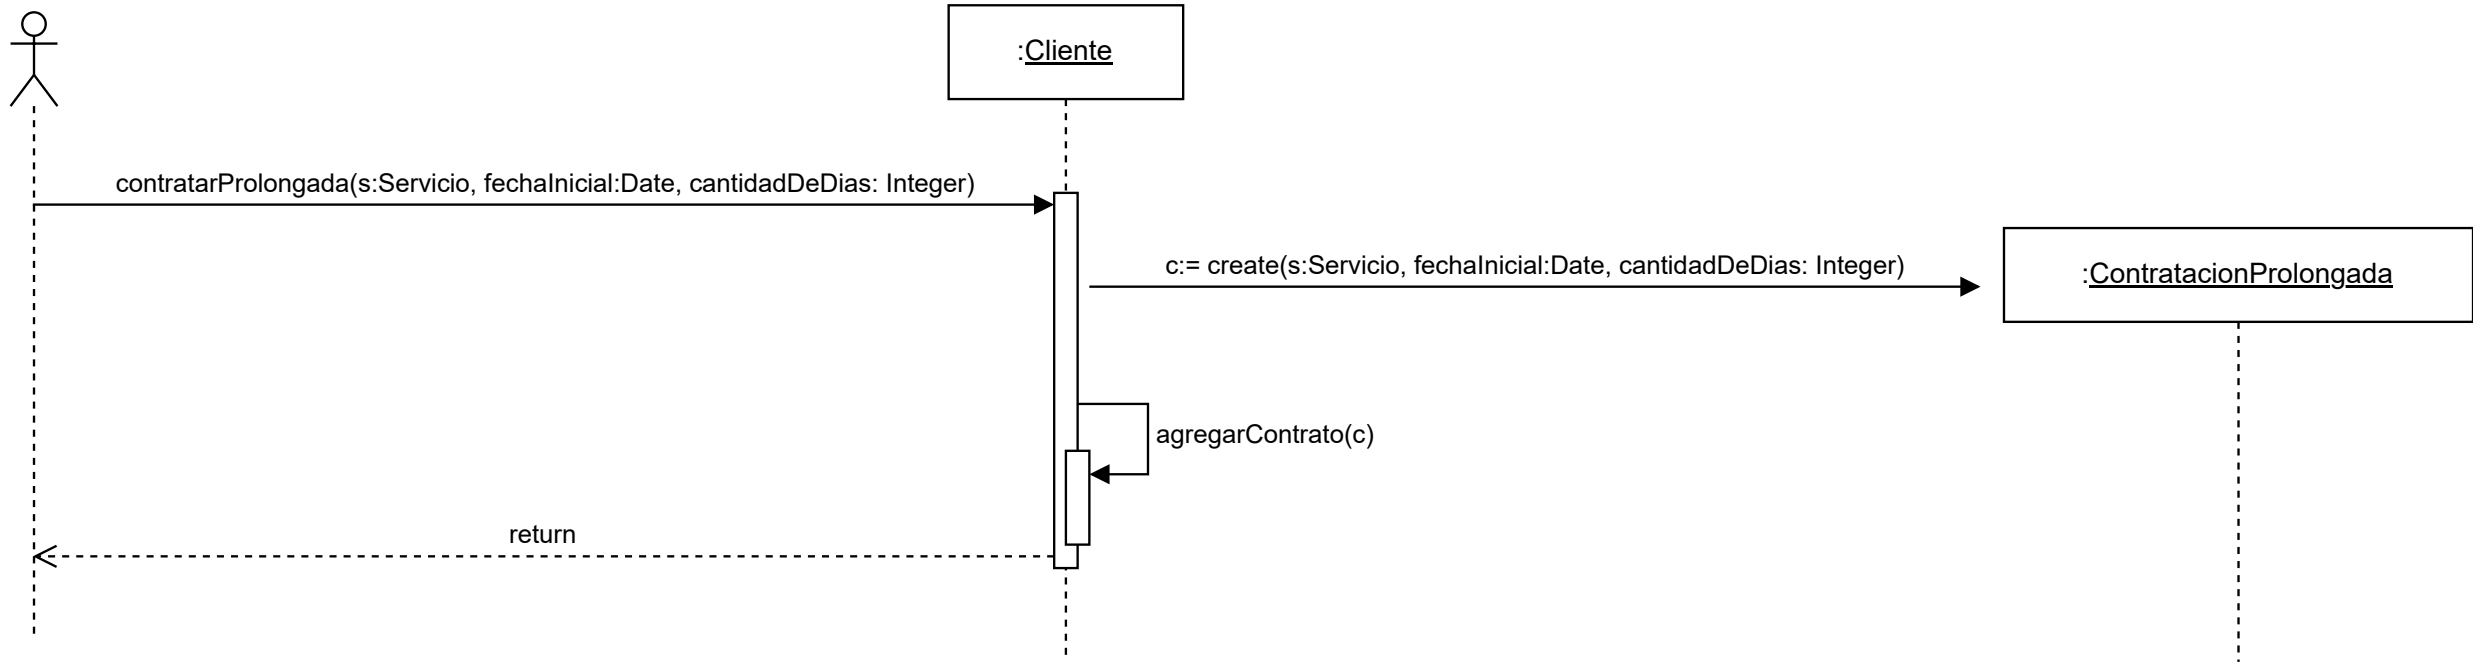 :Cliente
contratarProlongada(s:Servicio, fechaInicial:Date, cantidadDeDias: Integer)
c:= create(s:Servicio, fechaInicial:Date, cantidadDeDias: Integer)
:ContratacionProlongada
agregarContrato(c)
return